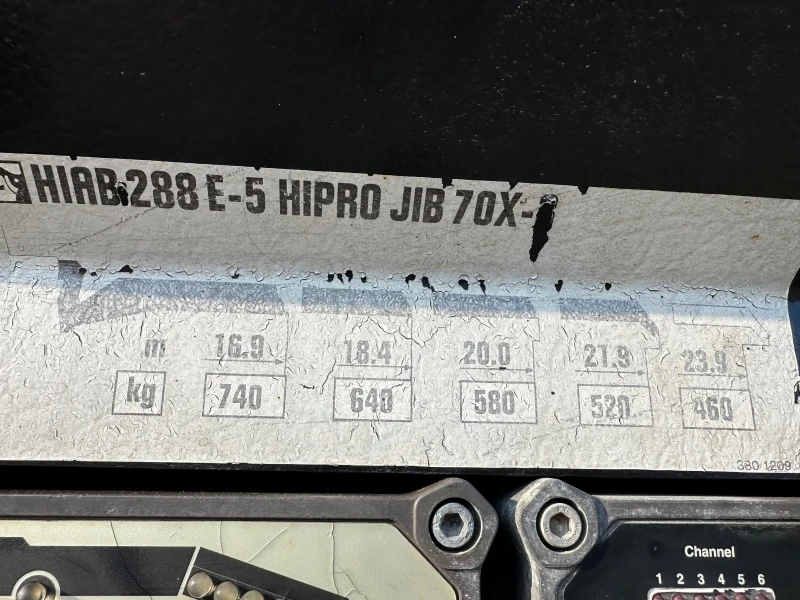 HIAB 288 E-5 HIPRO JIB 70X-
m 16.9 18.4 20.0 21.9 23.9
kg 740 640 580 520 460
380 1209
Channel
1 2 3 4 5 6